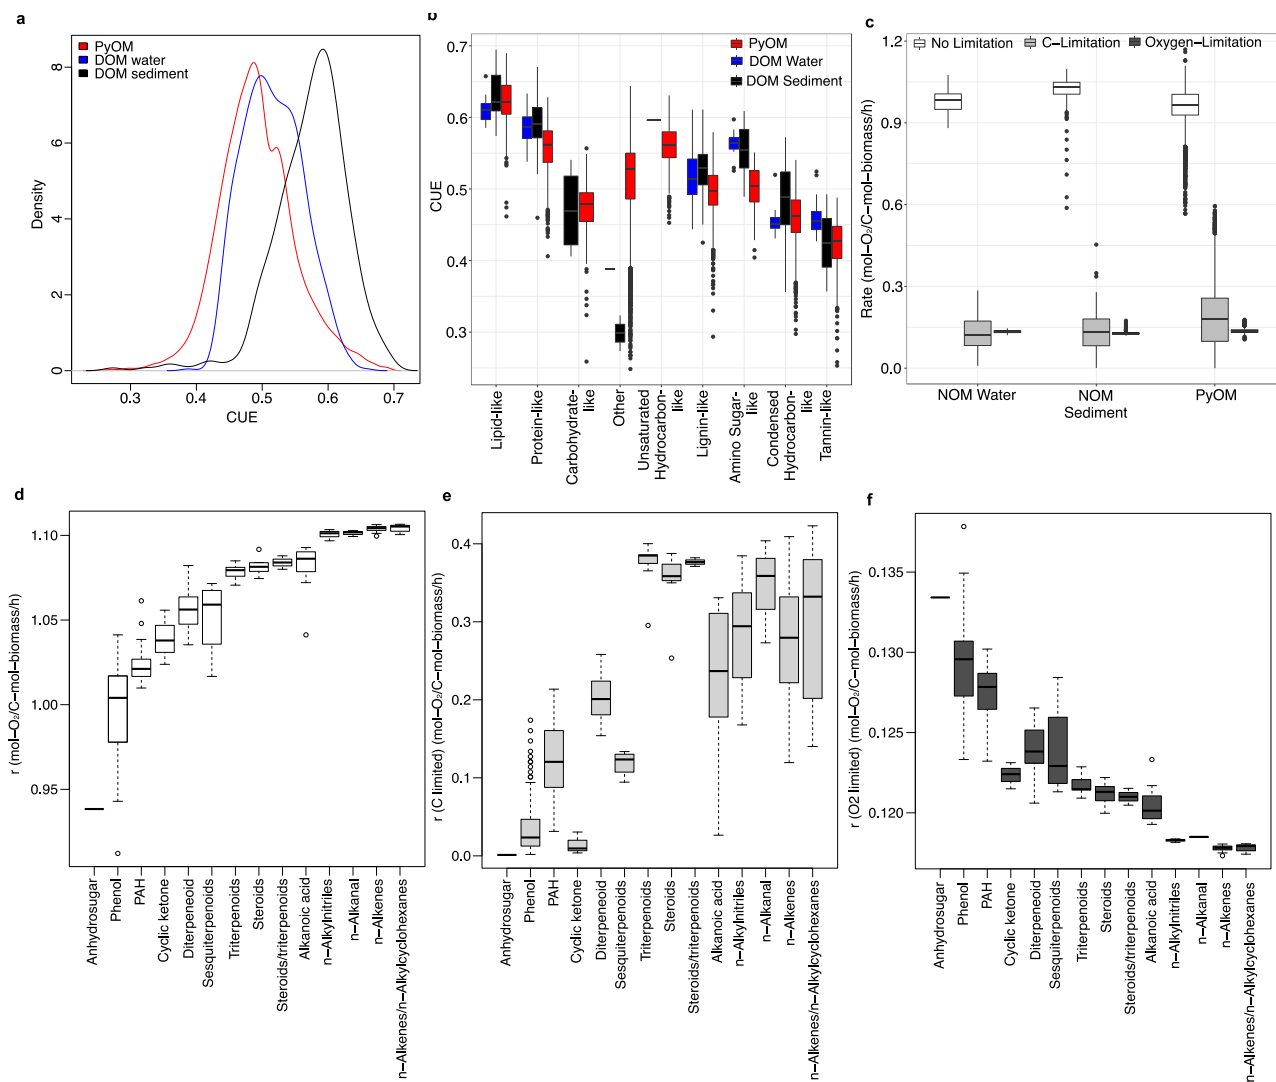 a
PyOM
DOM water
DOM sediment
Density
0
2
4
6
8
0.3
0.4
0.5
0.6
0.7
CUE
b
PyOM
DOM Water
DOM Sediment
CUE
0.7
0.6
0.5
0.4
0.3
Lipid-like
Protein-like
Carbohydrate-
like
Other
Unsaturated
Hydrocarbon-
like
Lignin-like
Amino Sugar-
like
Condensed
Hydrocarbon-
like
Tannin-like
c
No Limitation
C-Limitation
Oxygen-Limitation
Rate (mol-O₂/C-mol-biomass/h)
1.2
0.9
0.6
0.3
0.0
NOM Water
NOM
Sediment
PyOM
d
r (mol-O₂/C-mol-biomass/h)
1.10
1.05
1.00
0.95
Anhydrosugar
Phenol
PAH
Cyclic ketone
Diterpeneoid
Sesquiterpenoids
Triterpenoids
Steroids
Steroids/triterpenoids
Alkanoic acid
n-Alkylnitriles
n-Alkanal
n-Alkenes
n-Alkenes/n-Alkylcyclohexanes
e
r (C limited) (mol-O₂/C-mol-biomass/h)
0.4
0.3
0.2
0.1
0.0
Anhydrosugar
Phenol
PAH
Cyclic ketone
Diterpeneoid
Sesquiterpenoids
Triterpenoids
Steroids
Steroids/triterpenoids
Alkanoic acid
n-Alkylnitriles
n-Alkanal
n-Alkenes
n-Alkenes/n-Alkylcyclohexanes
f
r (O2 limited) (mol-O₂/C-mol-biomass/h)
0.135
0.130
0.125
0.120
Anhydrosugar
Phenol
PAH
Cyclic ketone
Diterpeneoid
Sesquiterpenoids
Triterpenoids
Steroids
Steroids/triterpenoids
Alkanoic acid
n-Alkylnitriles
n-Alkanal
n-Alkenes
n-Alkenes/n-Alkylcyclohexanes